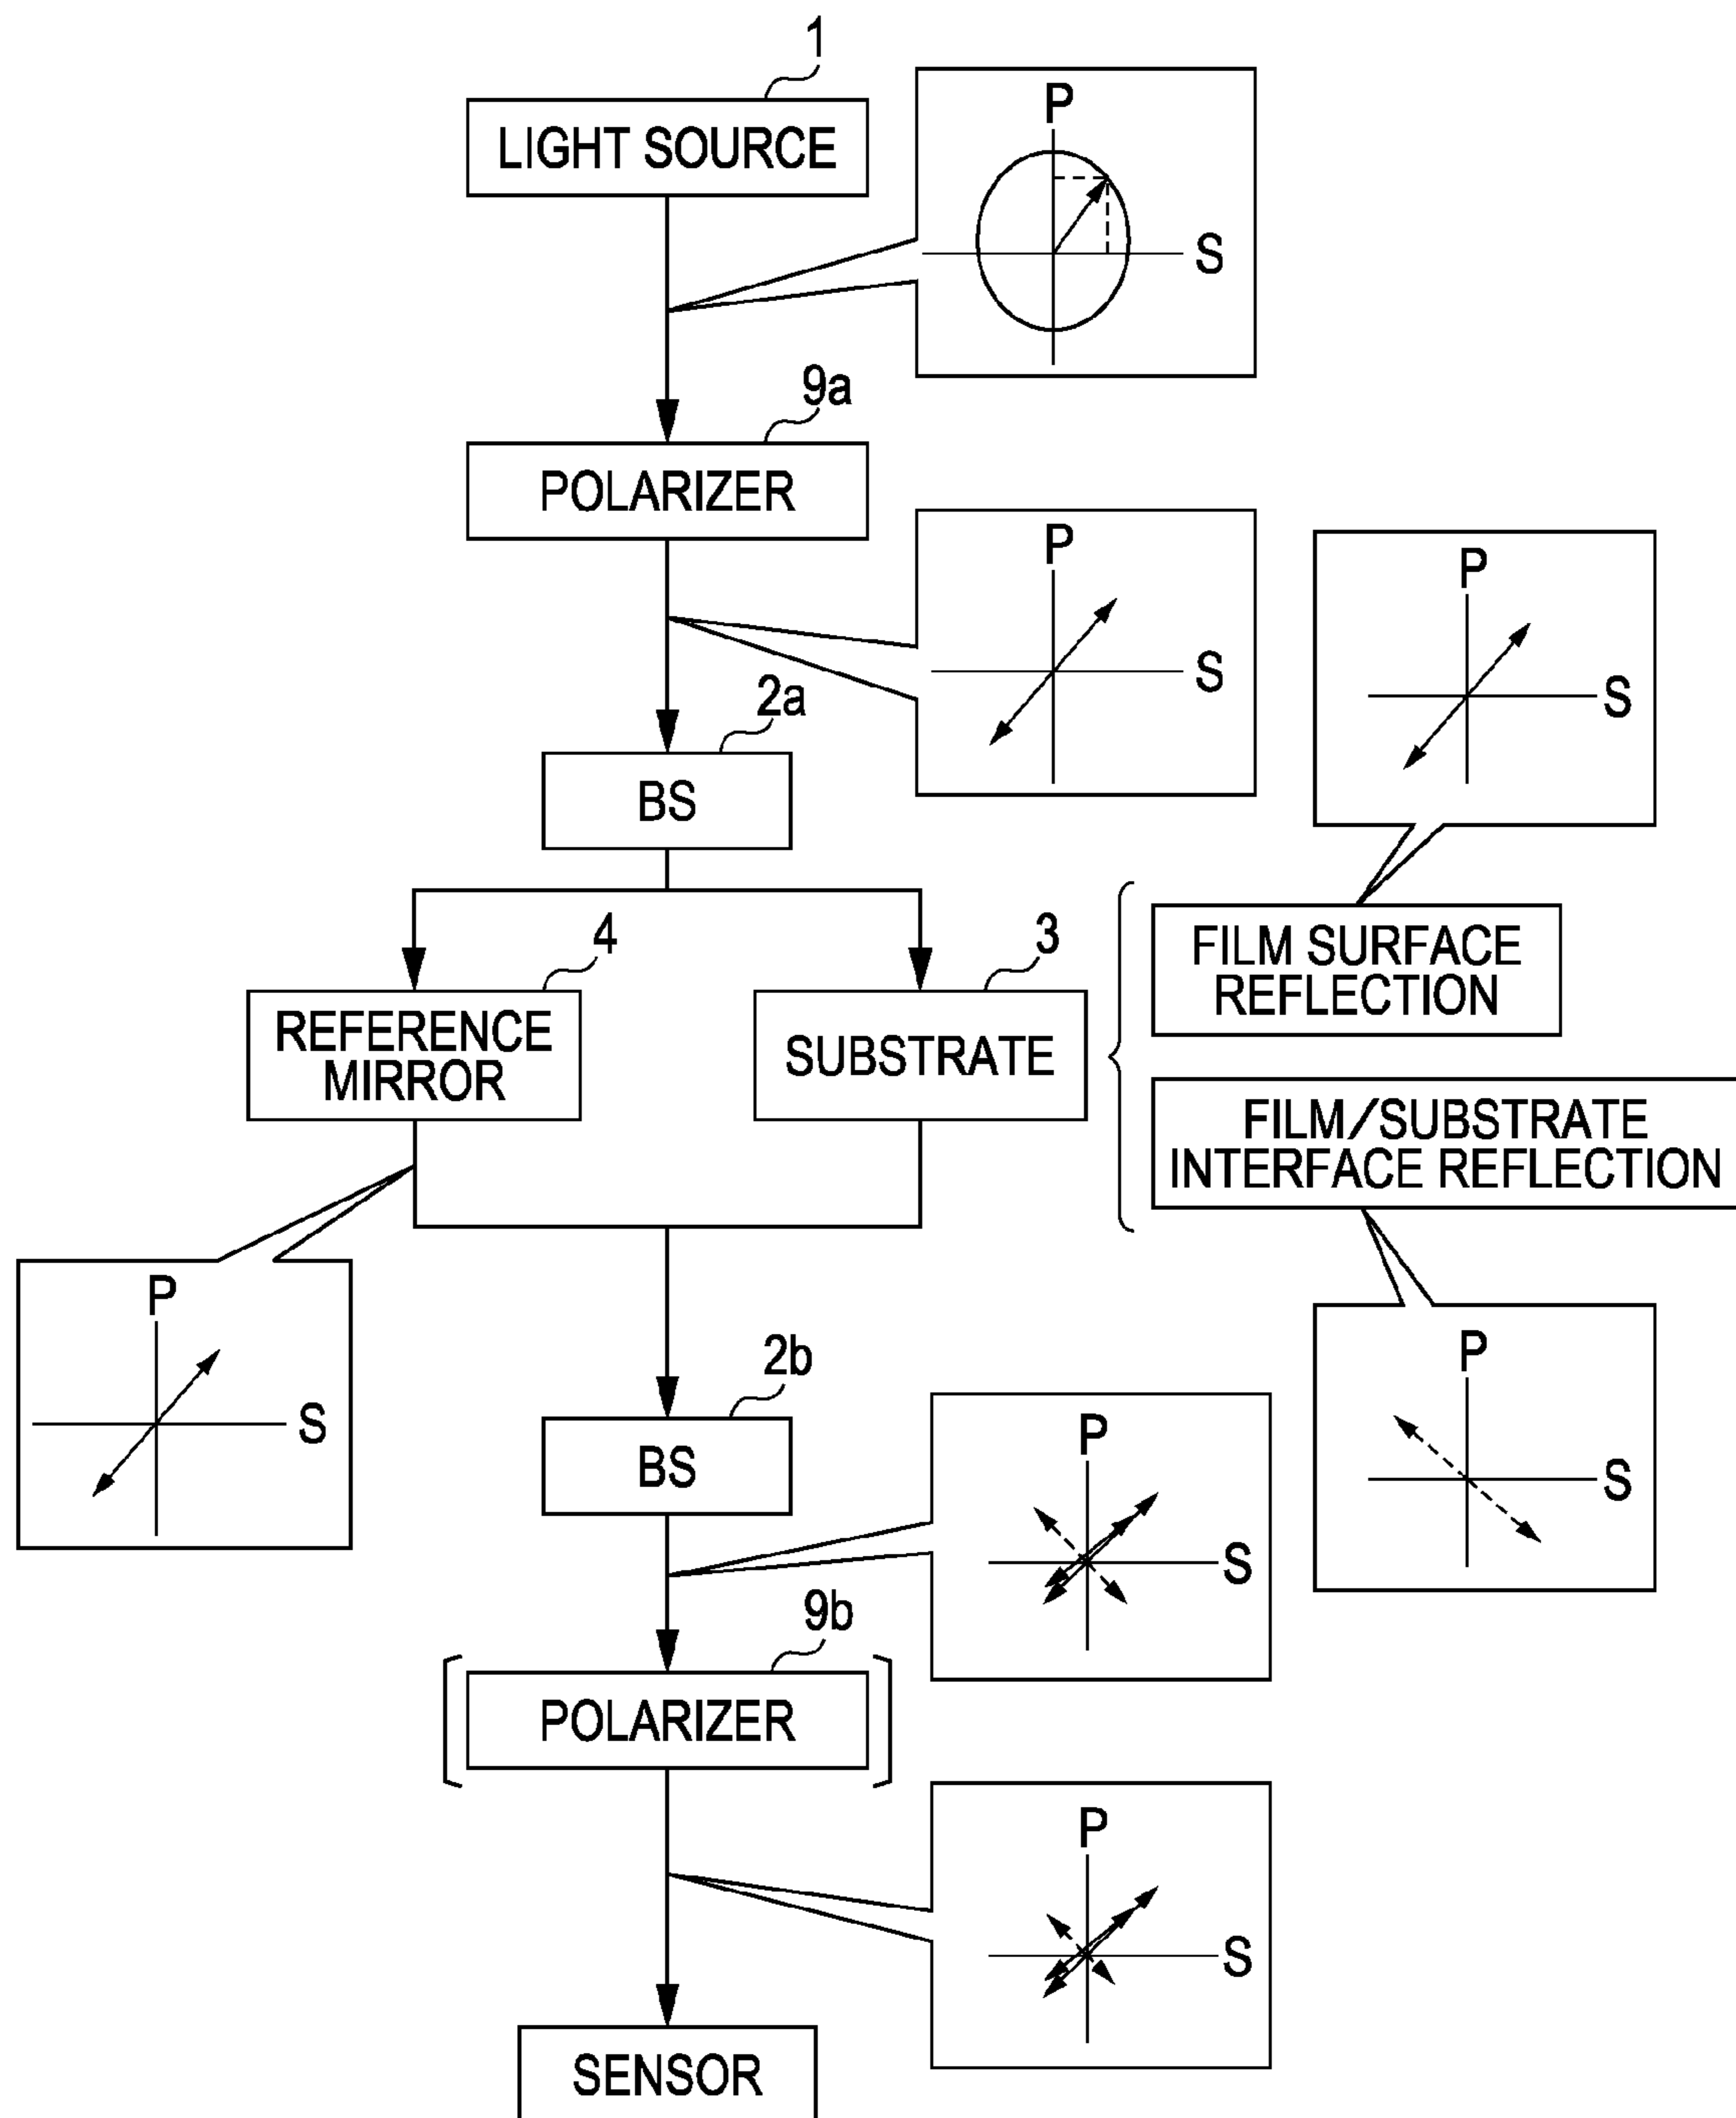 1
LIGHT SOURCE
P
S
9a
POLARIZER
P
S
P
S
2a
BS
4
3
FILM SURFACE
REFLECTION
REFERENCE
MIRROR
SUBSTRATE
FILM/SUBSTRATE
INTERFACE REFLECTION
P
S
P
S
2b
BS
P
S
9b
POLARIZER
P
S
SENSOR